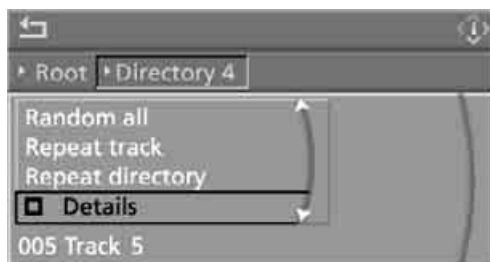 Root Directory 4
Random all
Repeat track
Repeat directory
Details
005 Track 5